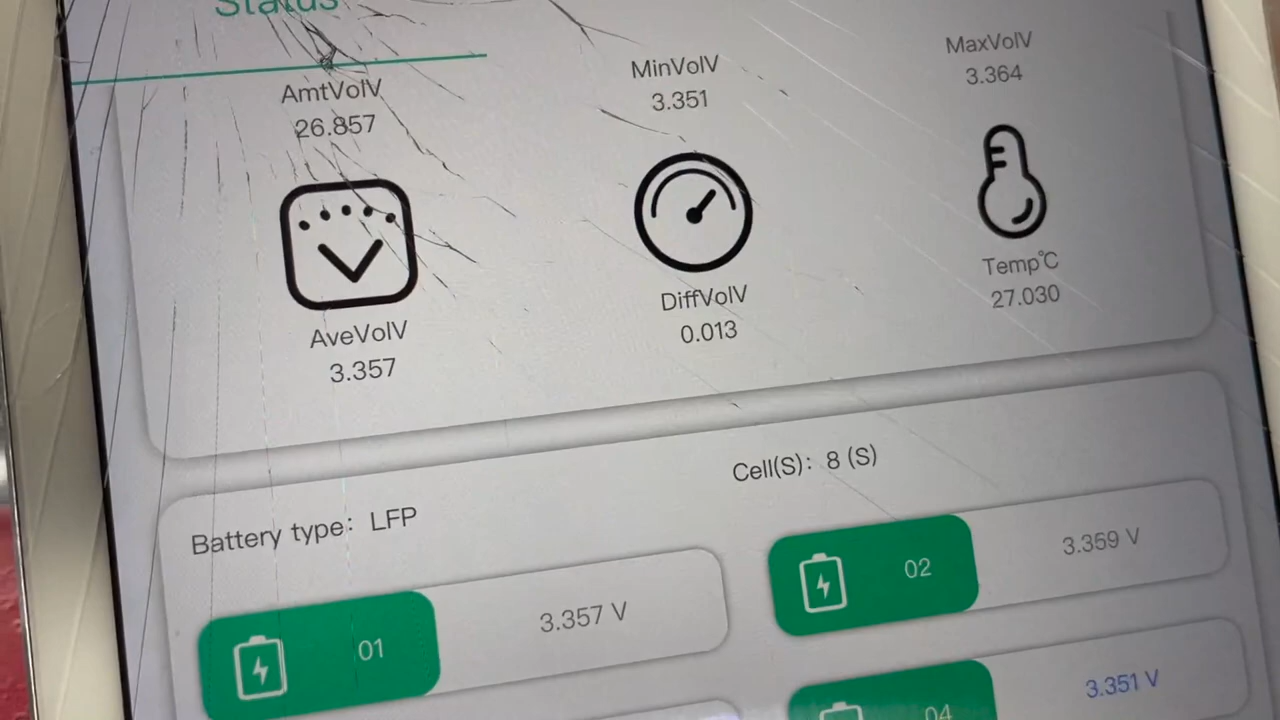 Status
AmtVolV
26.857
MinVolV
3.351
MaxVolV
3.364
AveVolV
3.357
DiffVolV
0.013
Temp℃
27.030
Battery type: LFP
Cell(S): 8 (S)
01
3.357 V
02
3.359 V
04
3.351 V